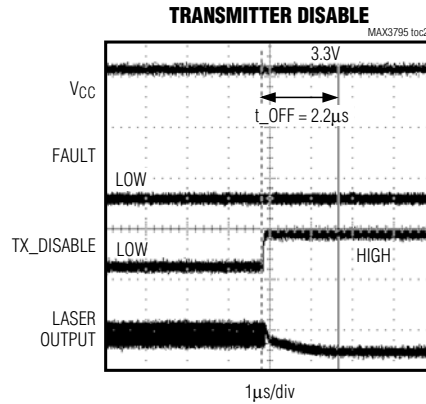 TRANSMITTER DISABLE
MAX3795 toc2
3.3V
VCC
t_OFF = 2.2μs
FAULT
LOW
TX_DISABLE
LOW
HIGH
LASER
OUTPUT
1μs/div